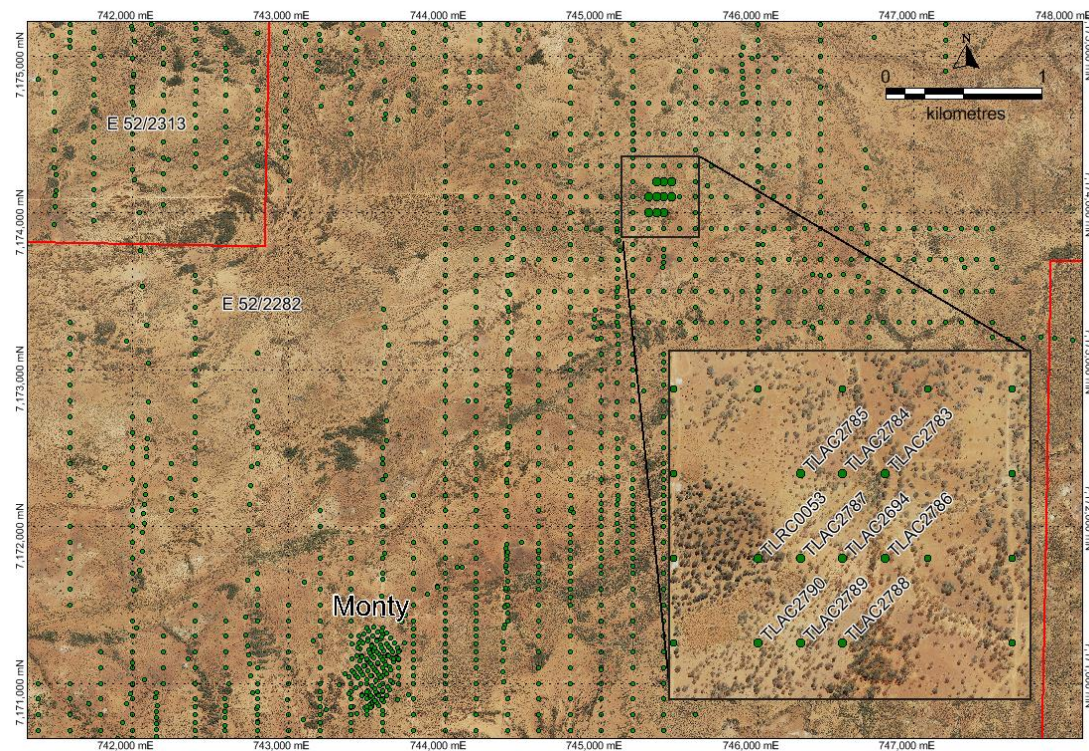 742,000 mE
743,000 mE
744,000 mE
745,000 mE
746,000 mE
747,000 mE
748,000 mE
7,175,000 mN
N
0
1
kilometres
E 52/2313
7,174,000 mN
E 52/2282
7,173,000 mN
TLAC2785
TLAC2784
TLAC2783
TLRC0053
TLAC2787
TLAC2694
TLAC2786
7,172,000 mN
TLAC2790
TLAC2789
TLAC2788
Monty
7,171,000 mN
742,000 mE
743,000 mE
744,000 mE
745,000 mE
746,000 mE
747,000 mE